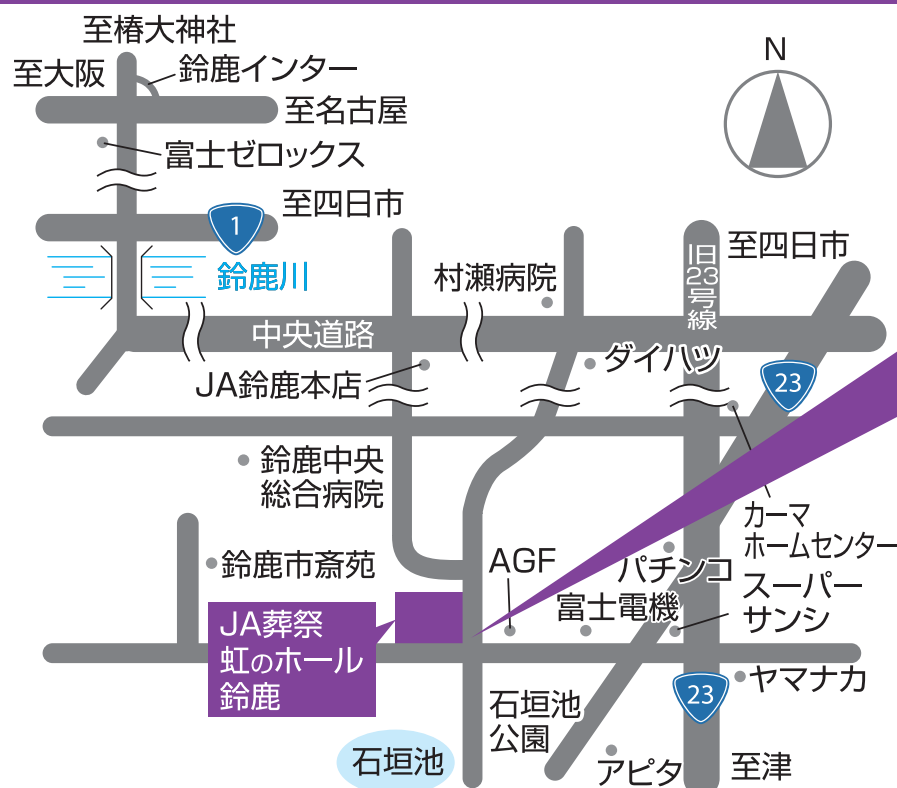 至椿大神社
至大阪
鈴鹿インター
N
至名古屋
富士ゼロックス
至四日市
1
鈴鹿川
村瀬病院
旧23号線
至四日市
中央道路
ダイハツ
JA鈴鹿本店
23
鈴鹿中央
総合病院
カーマ
ホームセンター
鈴鹿市斎苑
AGF
パチンコ
富士電機
スーパー
サンシ
JA葬祭
虹のホール
鈴鹿
23
ヤマナカ
石垣池
公園
石垣池
アピタ
至津